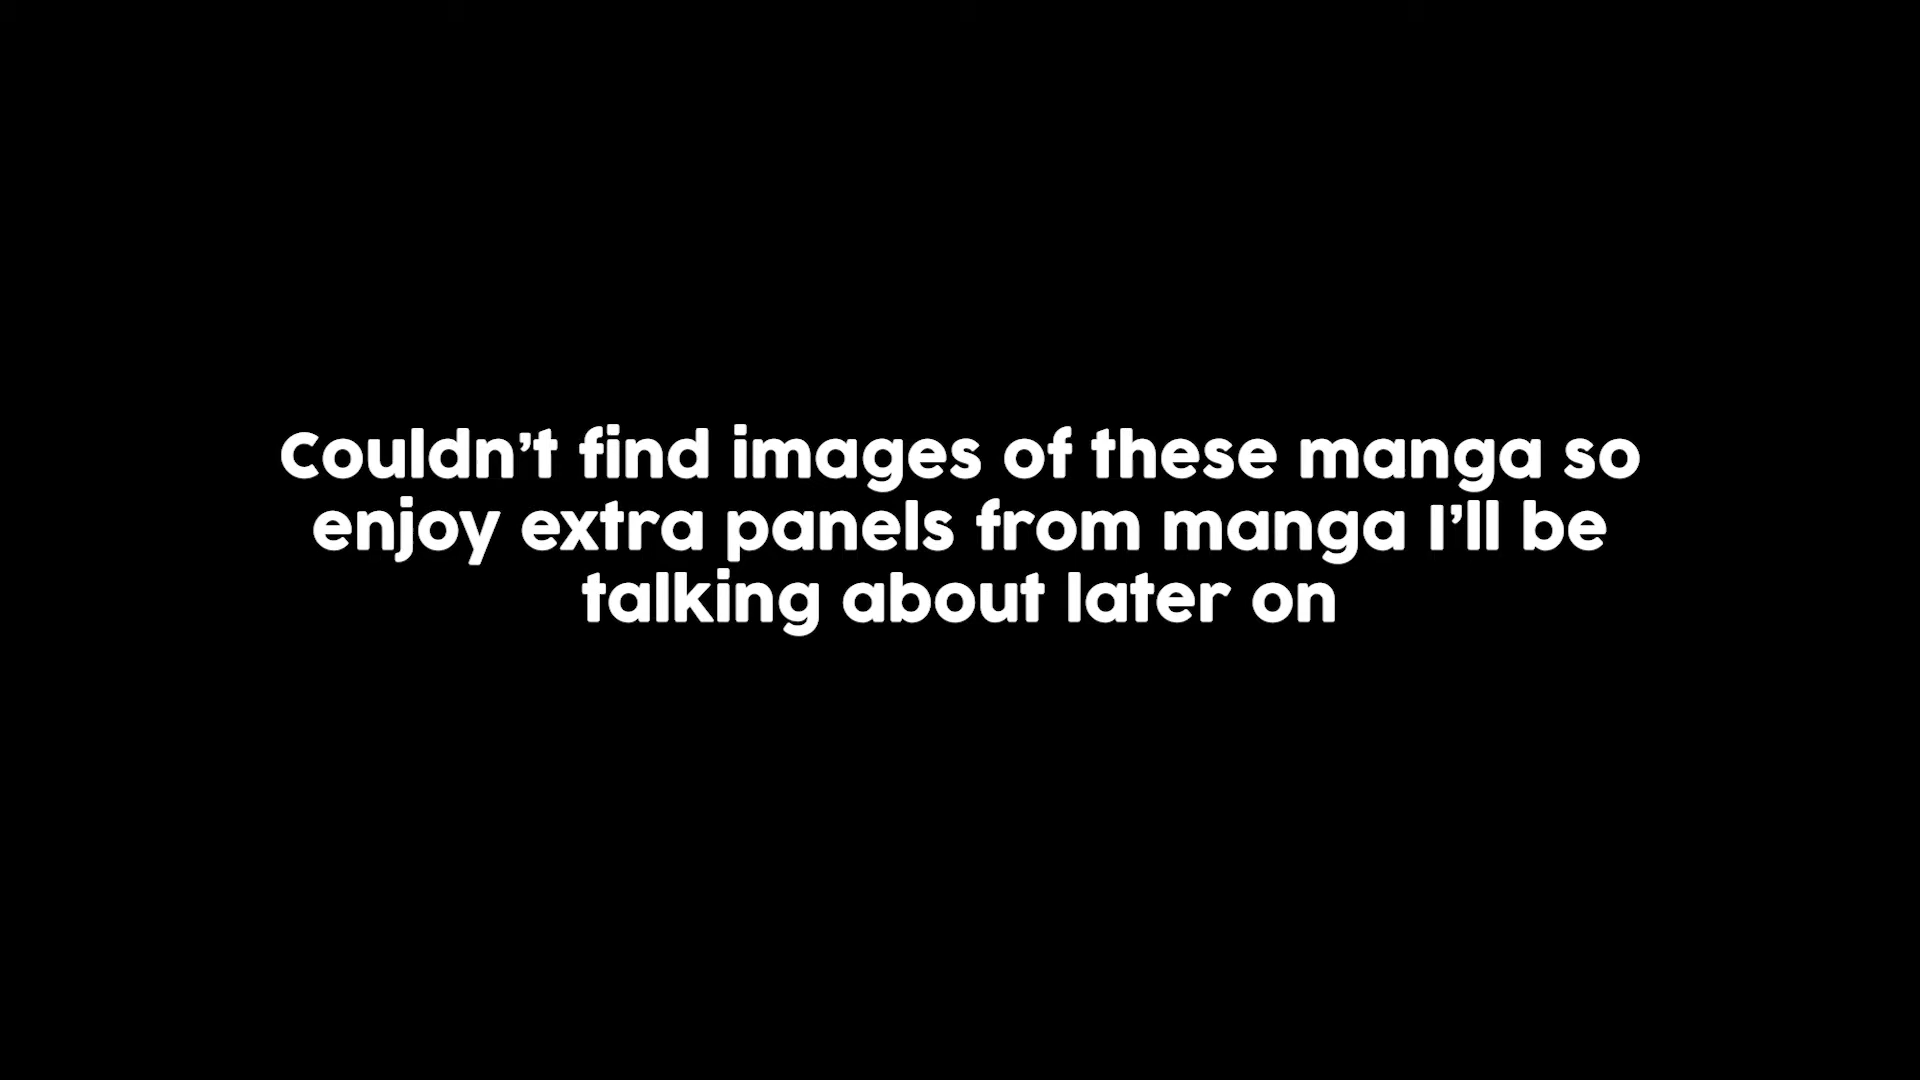 Couldn't find images of these manga so
enjoy extra panels from manga I'll be
talking about later on